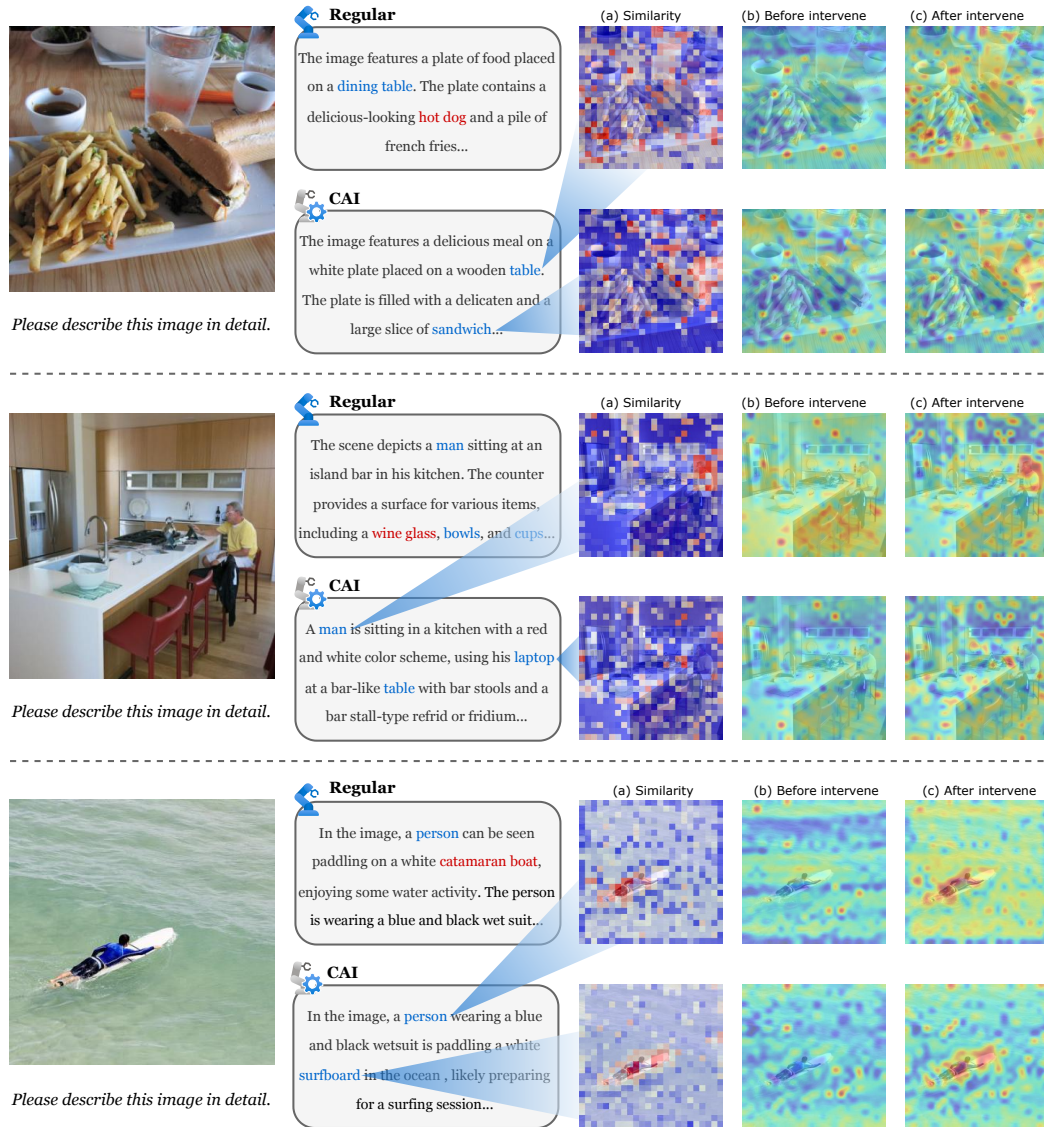 Regular
The image features a plate of food placed
on a dining table. The plate contains a
delicious-looking hot dog and a pile of
french fries...
CAI
The image features a delicious meal on a
white plate placed on a wooden table.
The plate is filled with a delicaten and a
large slice of sandwich...
Please describe this image in detail.
(a) Similarity
(b) Before intervene
(c) After intervene
Regular
The scene depicts a man sitting at an
island bar in his kitchen. The counter
provides a surface for various items,
including a wine glass, bowls, and cups...
CAI
A man is sitting in a kitchen with a red
and white color scheme, using his laptop
at a bar-like table with bar stools and a
bar stall-type refrid or fridium...
Please describe this image in detail.
(a) Similarity
(b) Before intervene
(c) After intervene
Regular
In the image, a person can be seen
paddling on a white catamaran boat,
enjoying some water activity. The person
is wearing a blue and black wet suit...
CAI
In the image, a person wearing a blue
and black wetsuit is padding a white
surfboard in the ocean , likely preparing
for a surfing session...
Please describe this image in detail.
(a) Similarity
(b) Before intervene
(c) After intervene